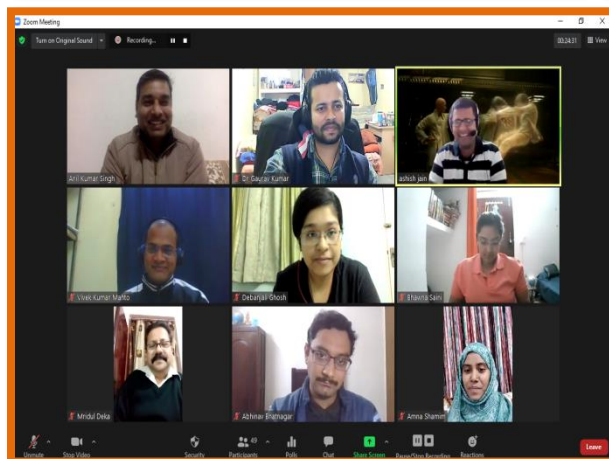 Zoom Meeting
Turn on Original Sound
Recording...
00:24:31
View
Anil Kumar Singh
Dr. Gaurav Kumar
ashish jain
Vivek Kumar Mahto
Debanjali Ghosh
Bhawna Saini
Mridul Deka
Abhinav Bhatnagar
Amna Shamim
Unmute
Stop Video
Security
Participants
49
Polls
Chat
Share Screen
Pause/Stop Recording
Reactions
Leave